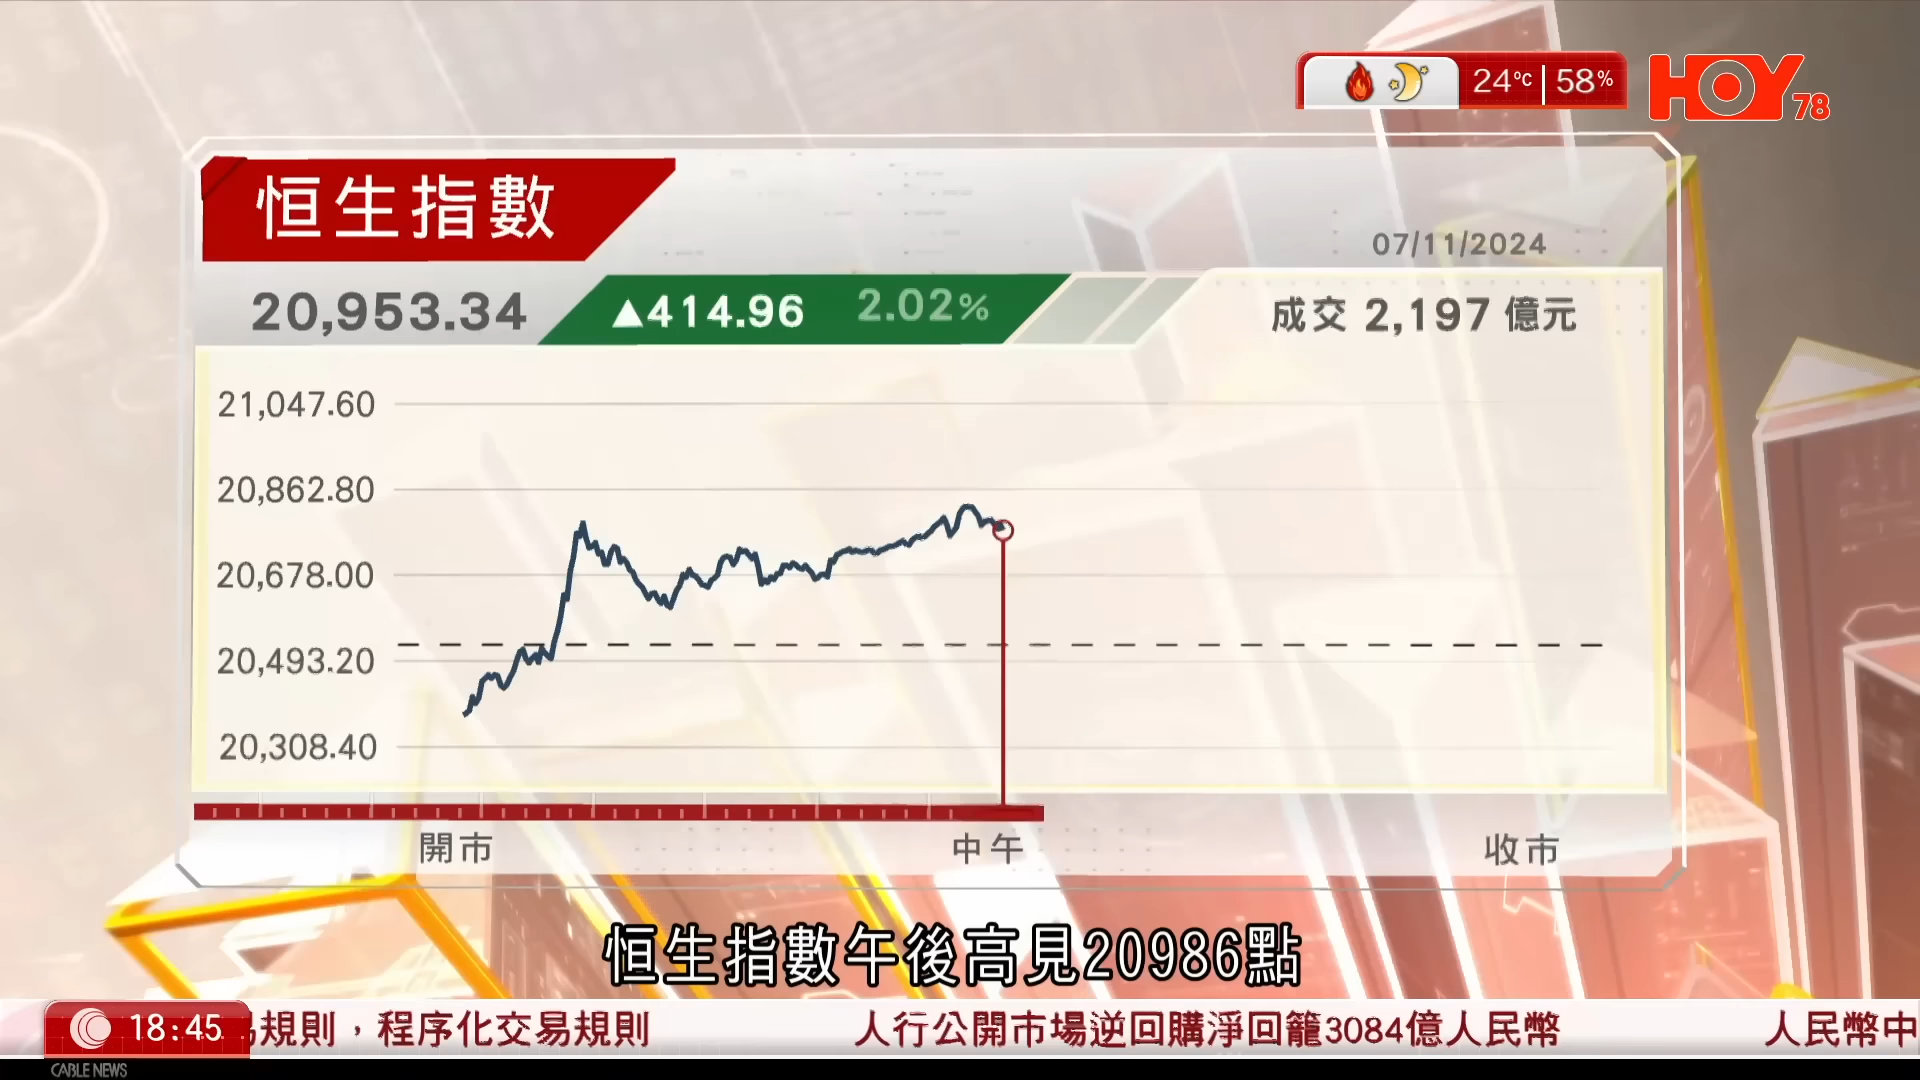 24°C 58%
HOY 78
恒生指數
07/11/2024
20,953.34 ▲414.96 2.02% 成交 2,197 億元
21,047.60
20,862.80
20,678.00
20,493.20
20,308.40
開市 中午 收市
恒生指數午後高見20986點
18:45 規則，程序化交易規則 人行公開市場逆回購淨回籠3084億人民幣 人民幣中
CABLE NEWS